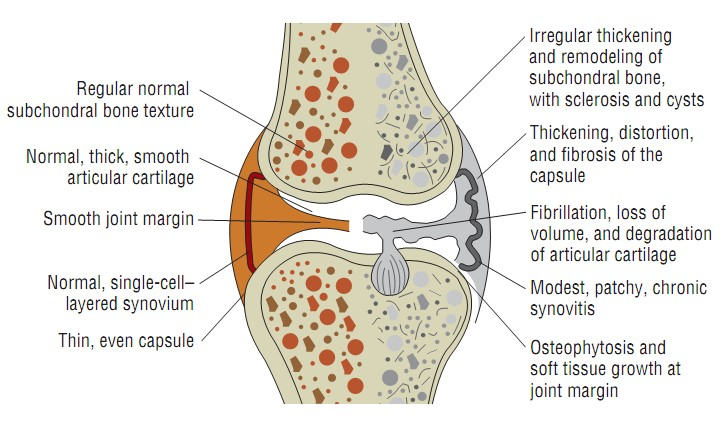 Regular normal
subchondral bone texture
Normal, thick, smooth
articular cartilage
Smooth joint margin
Normal, single-cell–
layered synovium
Thin, even capsule
Irregular thickening
and remodeling of
subchondral bone,
with sclerosis and cysts
Thickening, distortion,
and fibrosis of the
capsule
Fibrillation, loss of
volume, and degradation
of articular cartilage
Modest, patchy, chronic
synovitis
Osteophytosis and
soft tissue growth at
joint margin